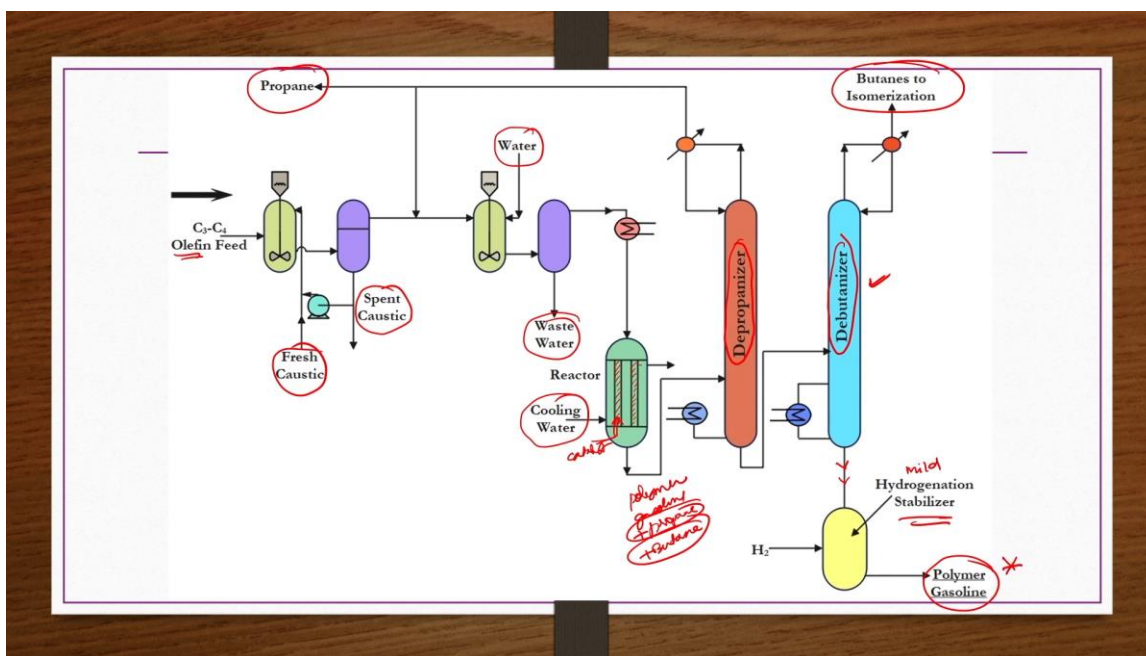 Propane
Butanes to
Isomerization
Water
C₃-C₄
Olefin Feed
Spent
Caustic
Fresh
Caustic
Waste
Water
Reactor
Cooling
Water
Depropanizer
Debutanizer
polymer
gasoline
+propane
+Butane
mild
Hydrogenation
Stabilizer
H₂
Polymer
Gasoline